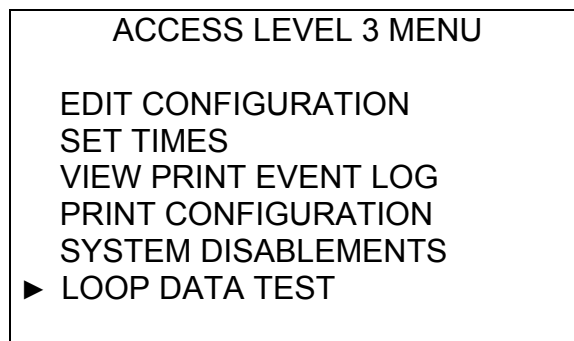 ACCESS LEVEL 3 MENU
EDIT CONFIGURATION
SET TIMES
VIEW PRINT EVENT LOG
PRINT CONFIGURATION
SYSTEM DISABLEMENTS
► LOOP DATA TEST